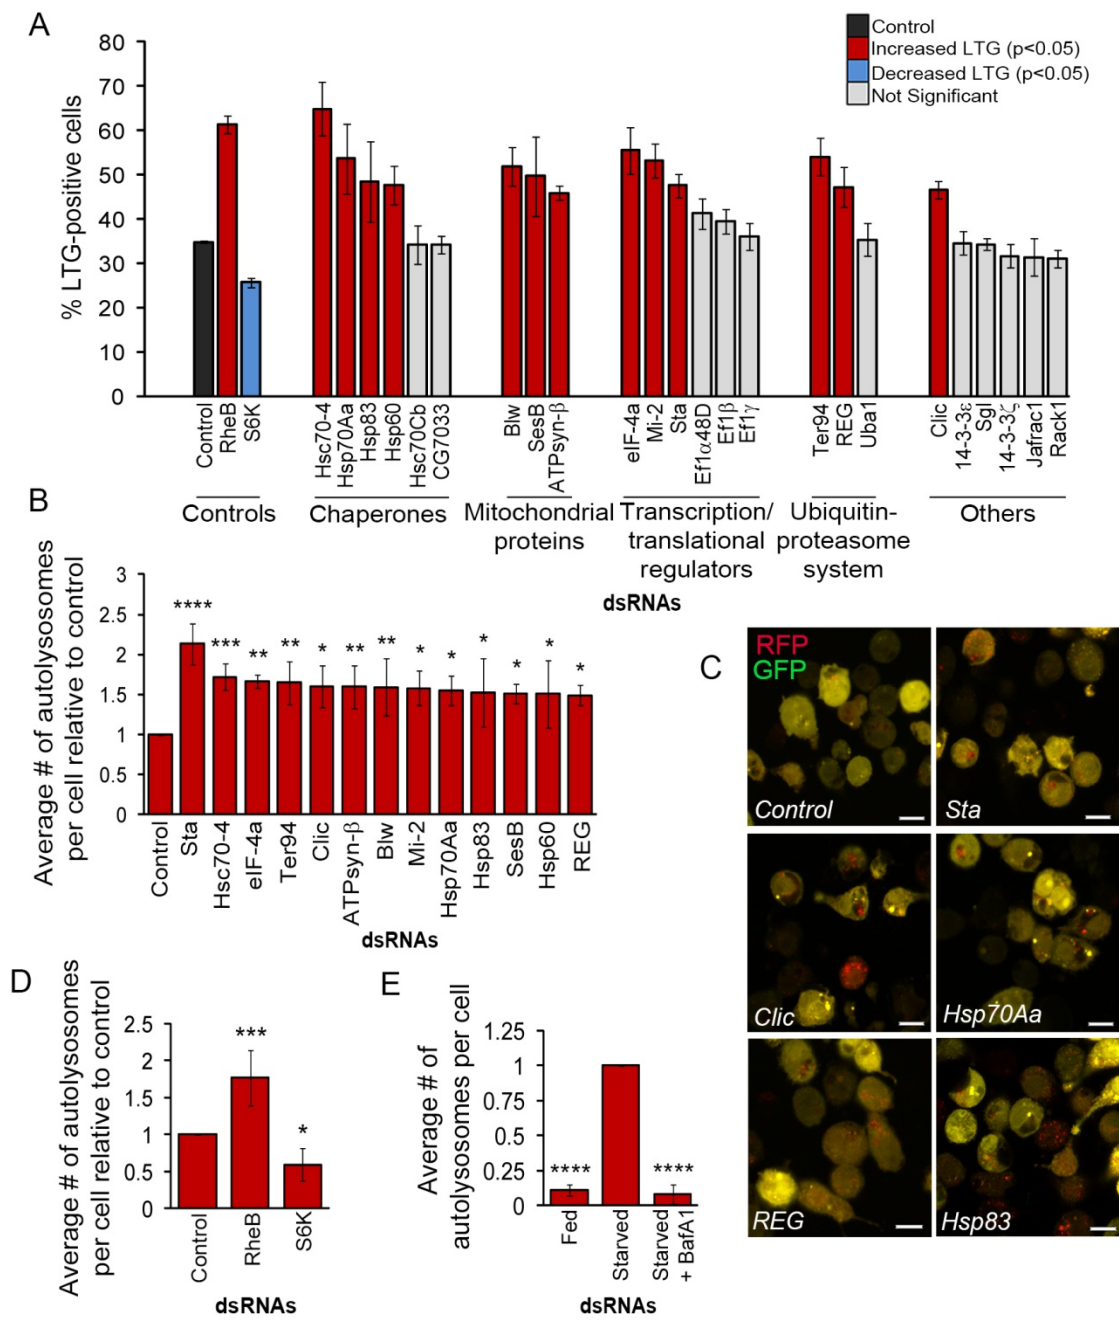 A
Control
Increased LTG (p<0.05)
Decreased LTG (p<0.05)
Not Significant
% LTG-positive cells
80
70
60
50
40
30
20
10
0
Control
RheB
S6K
Hsc70-4
Hsp70Aa
Hsp83
Hsp60
Hsc70Cb
CG7033
Blw
SesB
ATPsyn-β
eIF-4a
Mi-2
Sta
Ef1α48D
Ef1β
Ef1γ
Ter94
REG
Uba1
Clic
14-3-3ε
Sgl
14-3-3ζ
Jafrac1
Rack1
Controls
Chaperones
Mitochondrial
proteins
Transcription/
translational
regulators
Ubiquitin-
proteasome
system
Others
dsRNAs
B
Average # of autolysosomes
per cell relative to control
3
2.5
2
1.5
1
0.5
0
****
***
**
**
*
**
**
*
*
*
*
*
*
Control
Sta
Hsc70-4
eIF-4a
Ter94
Clic
ATPsyn-β
Blw
Mi-2
Hsp70Aa
Hsp83
SesB
Hsp60
REG
dsRNAs
C
RFP
GFP
Control
Sta
Clic
Hsp70Aa
REG
Hsp83
D
Average # of autolysosomes
per cell relative to control
2.5
2
1.5
1
0.5
0
***
*
Control
RheB
S6K
dsRNAs
E
Average # of
autolysosomes per cell
1.25
1
0.75
0.5
0.25
0
****
****
Fed
Starved
Starved
+ BafA1
dsRNAs